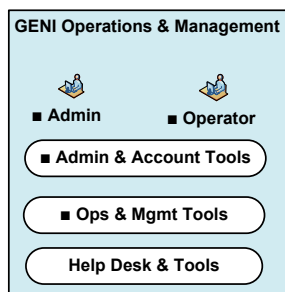 GENI Operations & Management
■ Admin ■ Operator
■ Admin & Account Tools
■ Ops & Mgmt Tools
Help Desk & Tools